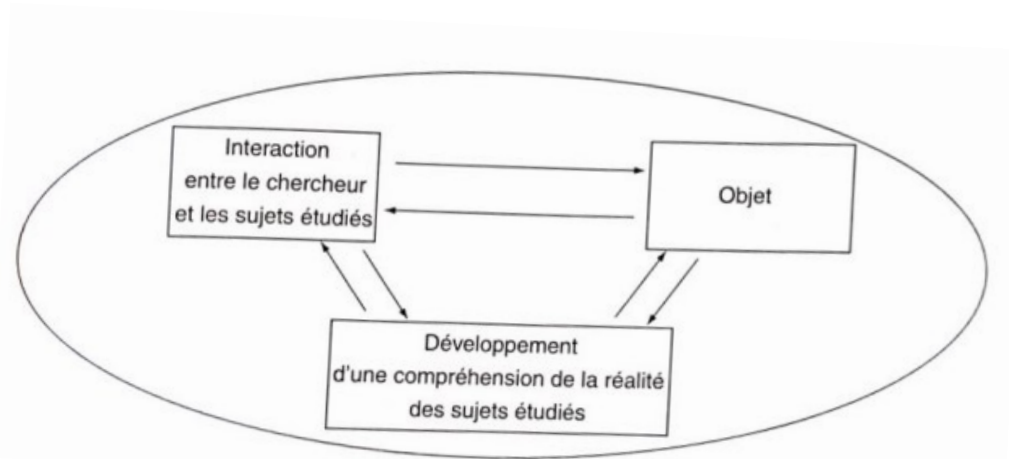 Interaction
entre le chercheur
et les sujets étudiés
Objet
Développement
d'une compréhension de la réalité
des sujets étudiés